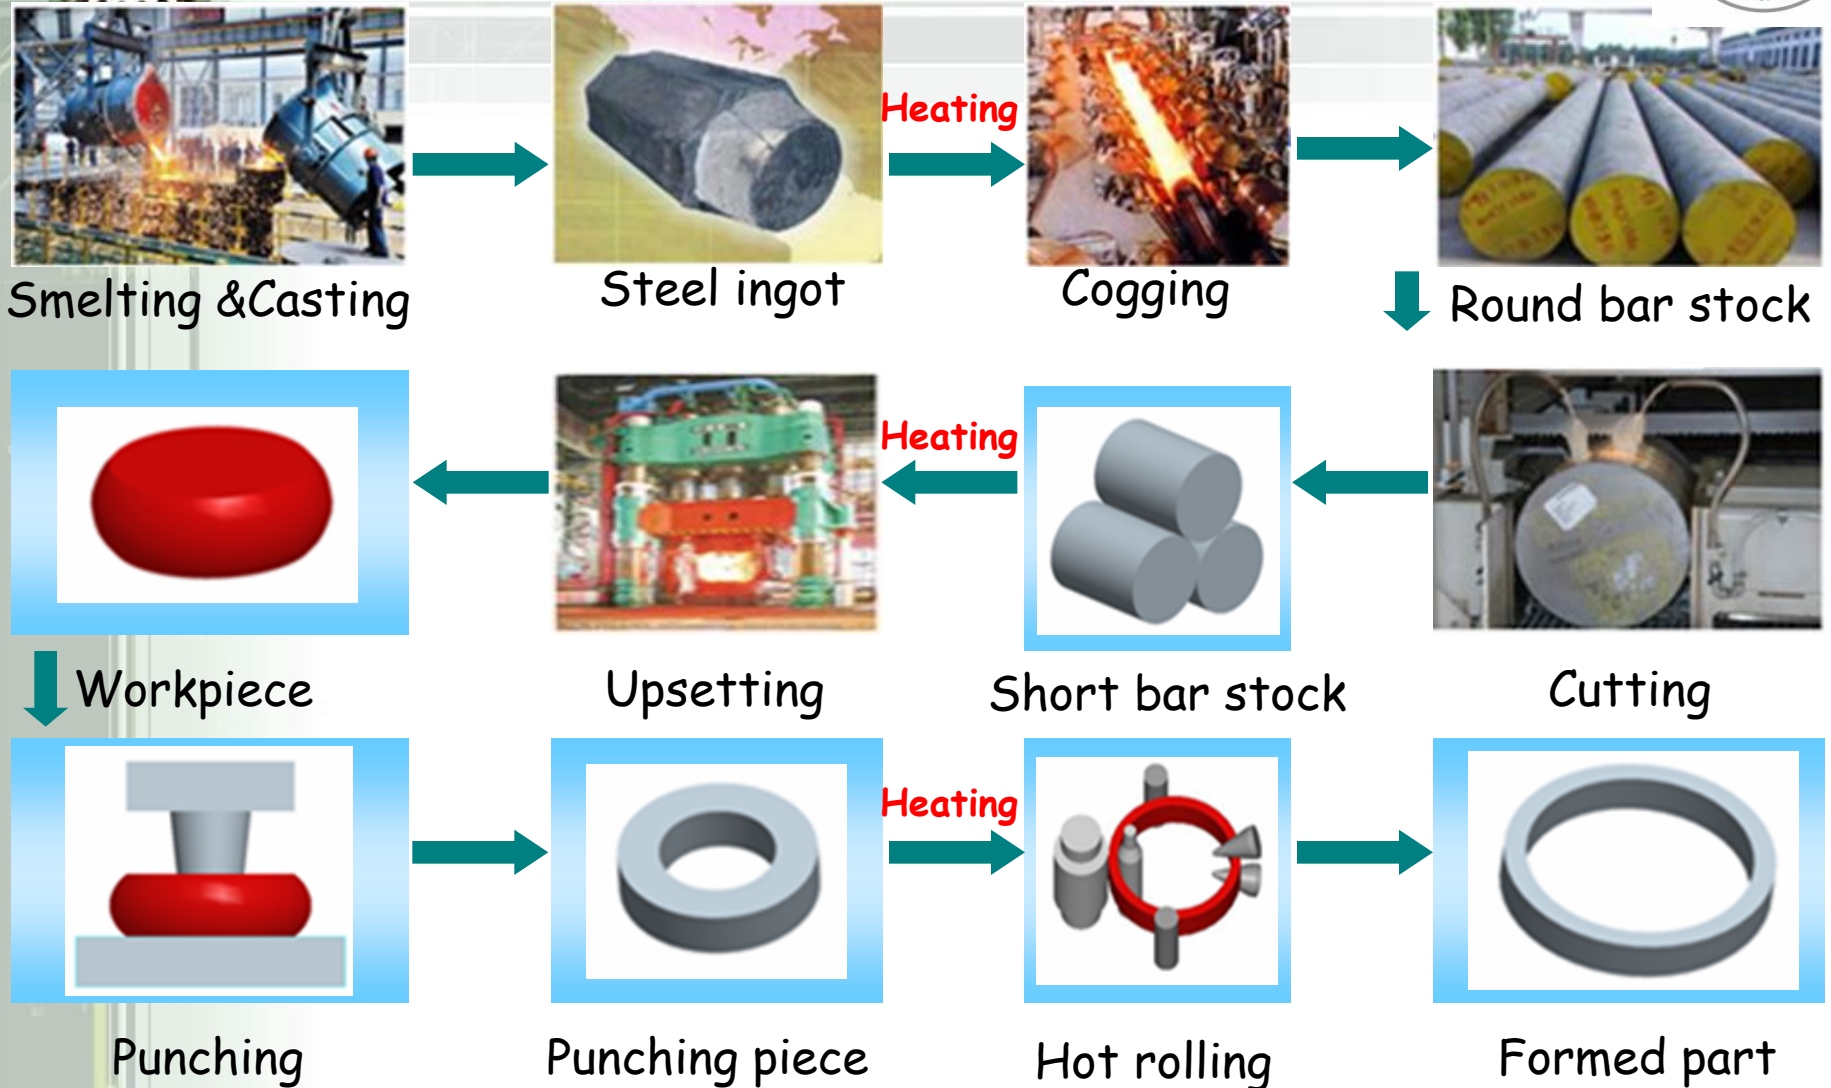 Heating
Smelting &Casting
Steel ingot
Cogging
Round bar stock
Heating
Workpiece
Upsetting
Short bar stock
Cutting
Heating
Punching
Punching piece
Hot rolling
Formed part